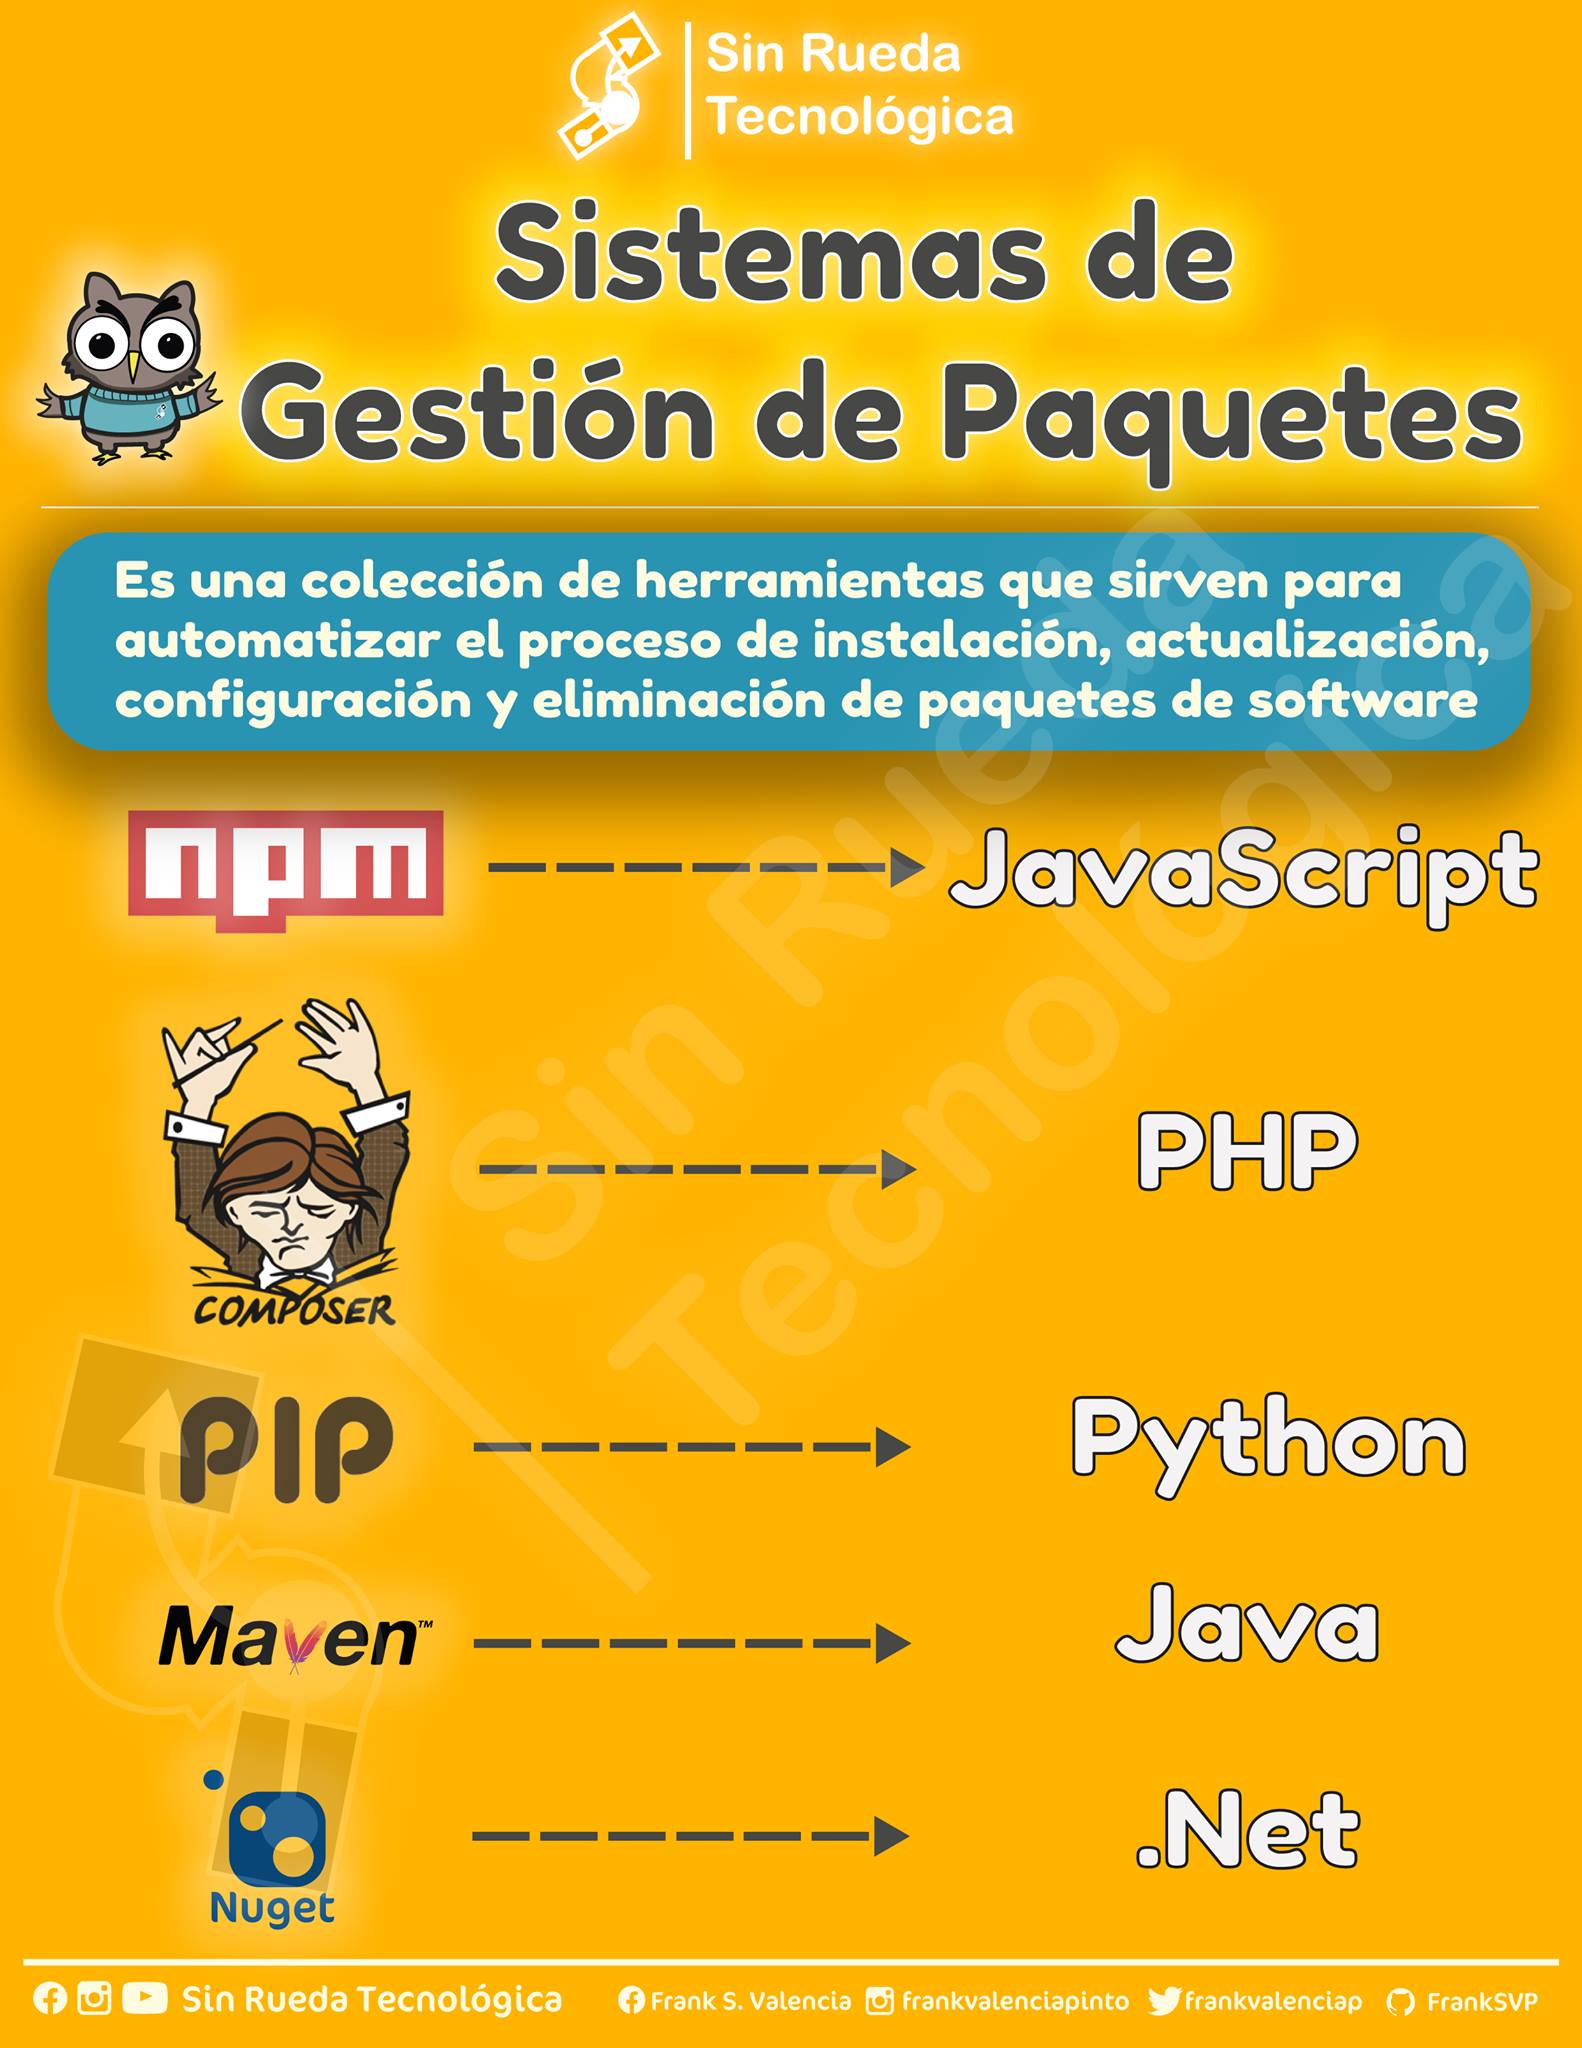 Sin Rueda
Tecnológica
Sistemas de
Gestión de Paquetes
Es una colección de herramientas que sirven para
automatizar el proceso de instalación, actualización,
configuración y eliminación de paquetes de software
npm
JavaScript
COMPOSER
PHP
PIP
Python
Maven™
Java
Nuget
.Net
Sin Rueda
Tecnológica
Sin Rueda Tecnológica
Frank S. Valencia
frankvalenciapinto
frankvalenciap
FrankSVP